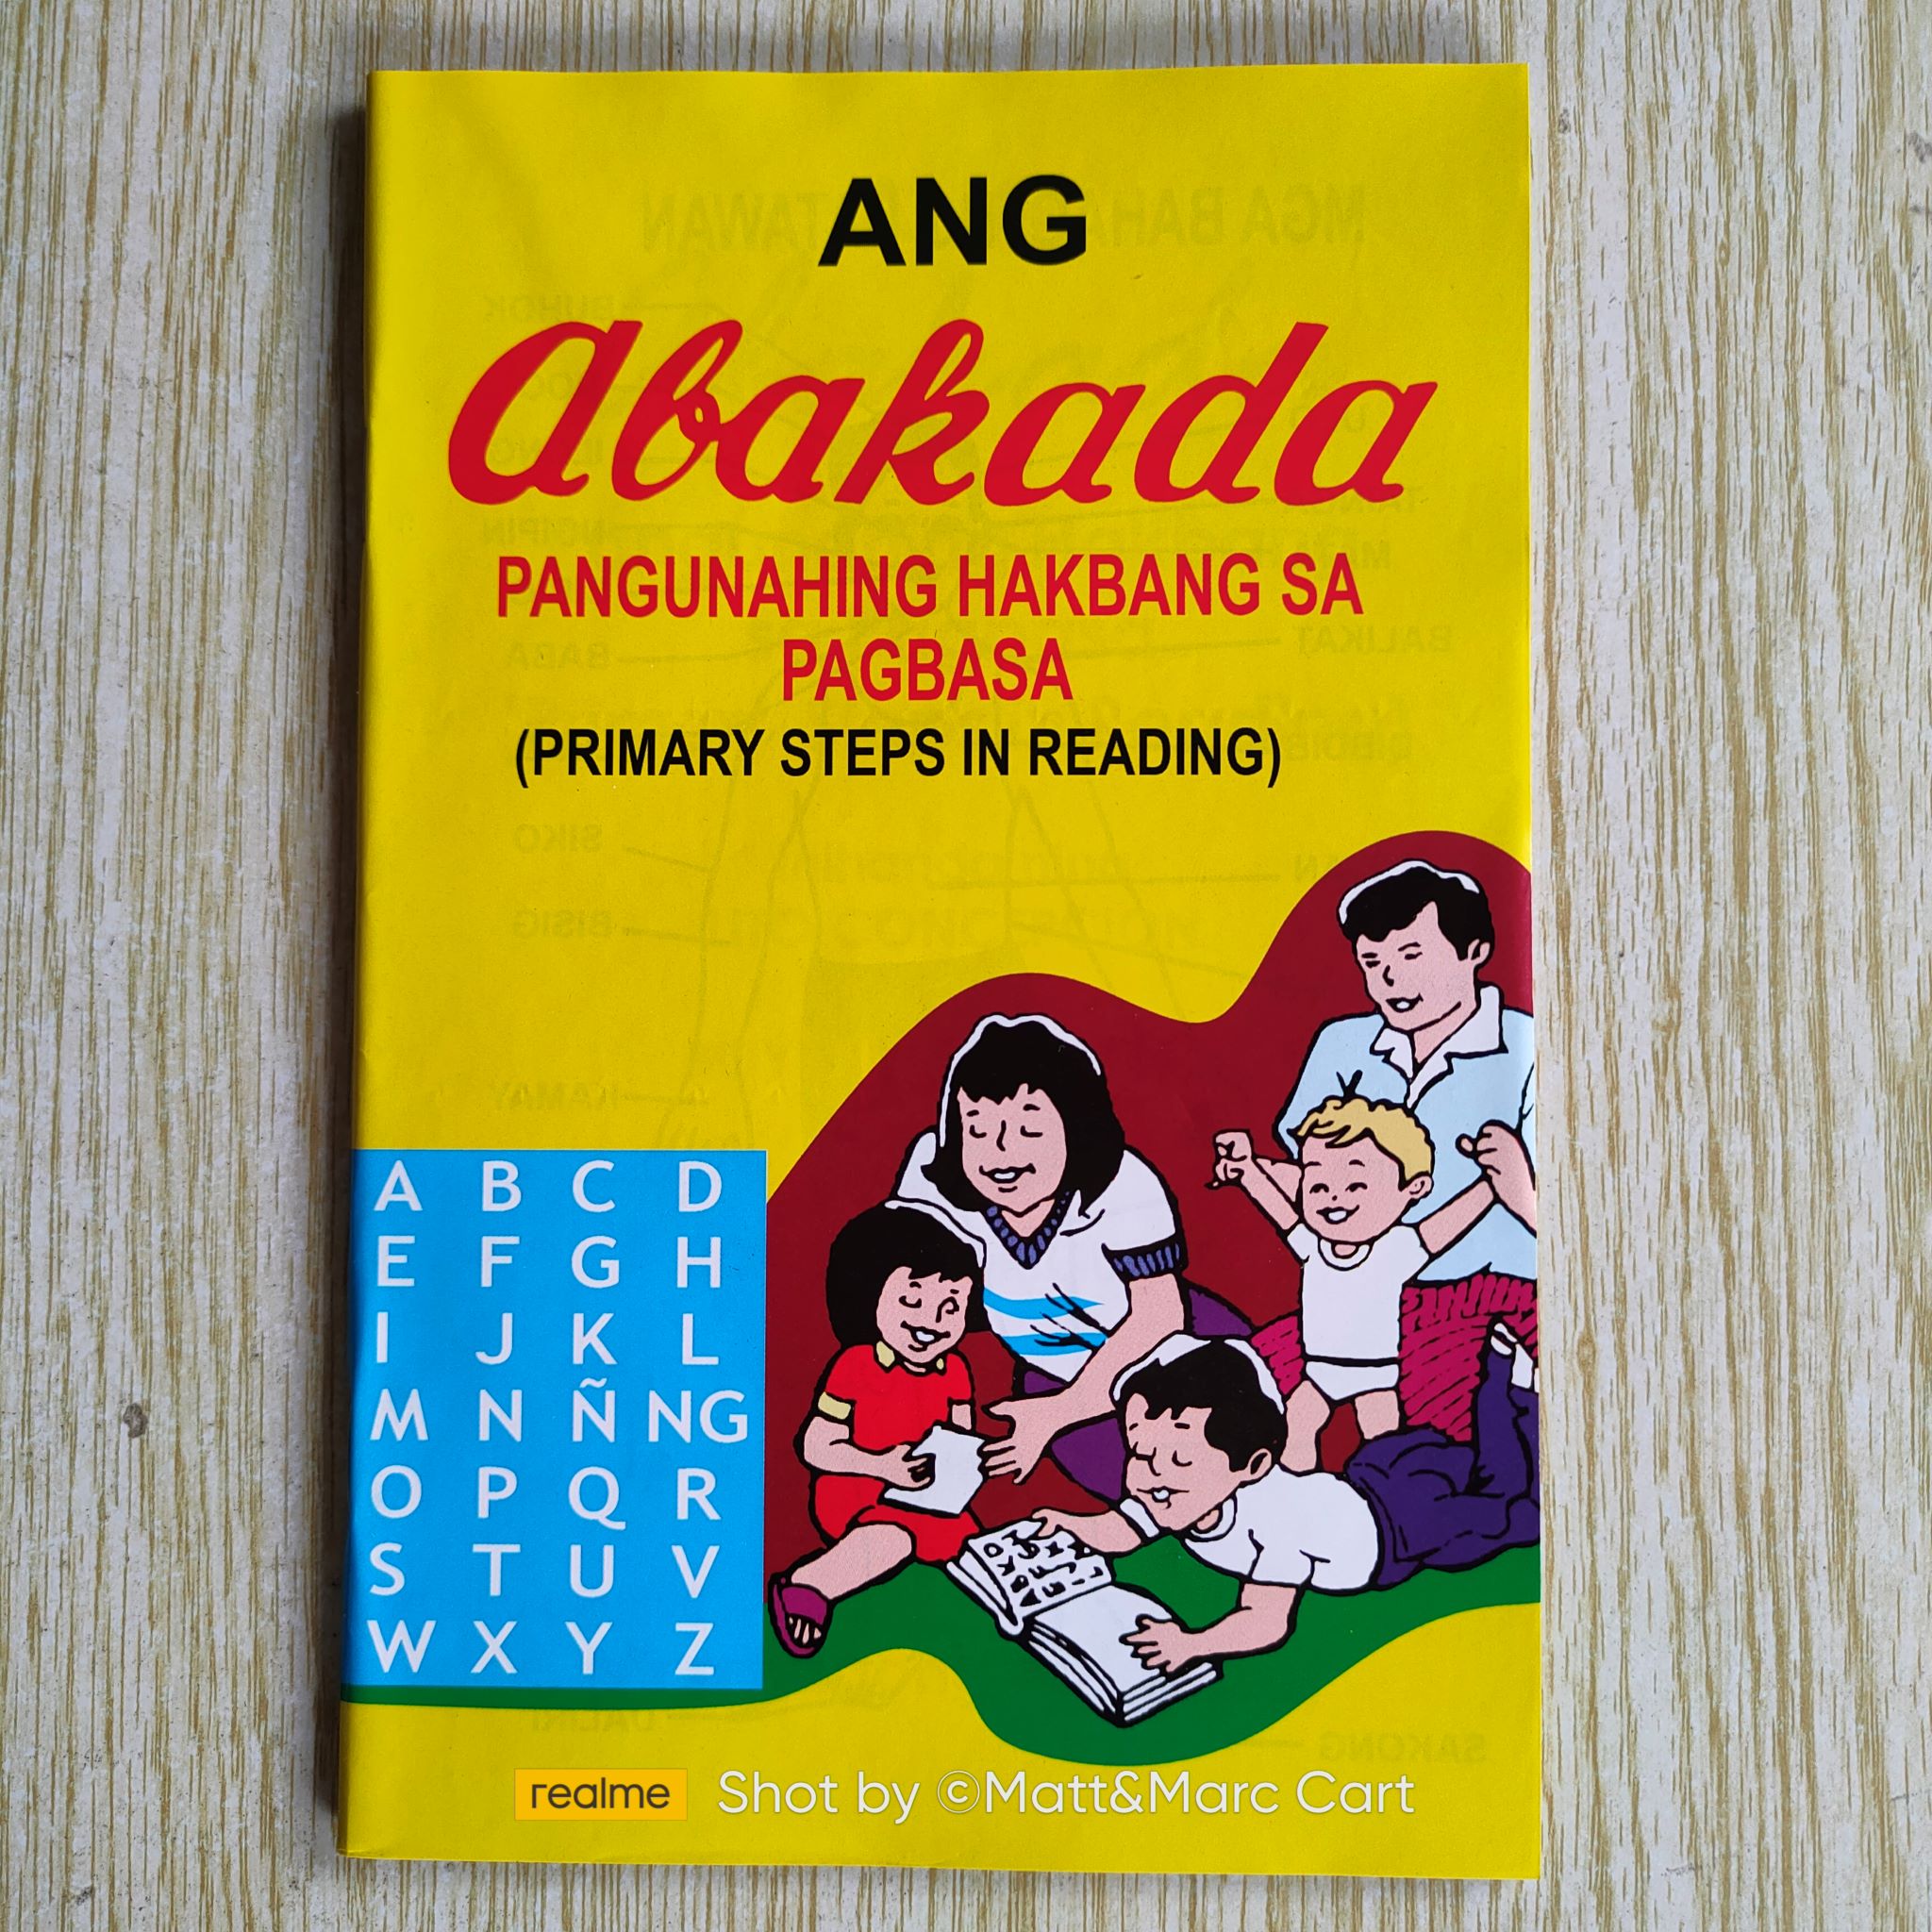 ANG
Abakada
PANGUNAHING HAKBANG SA
PAGBASA
(PRIMARY STEPS IN READING)
A B C D
E F G H
I J K L
M N Ñ NG
O P Q R
S T U V
W X Y Z
realme Shot by ©Matt&Marc Cart